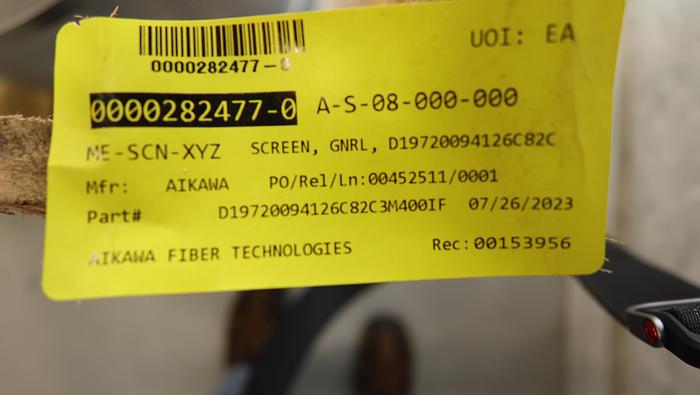 UOI: EA
0000282477-0
0000282477-0 A-S-08-000-000
ME-SCN-XYZ SCREEN, GNRL, D19720094126C82C
Mfr: AIKAWA PO/Rel/Ln:00452511/0001
Part# D19720094126C82C3M400IF 07/26/2023
AIKAWA FIBER TECHNOLOGIES Rec:00153956